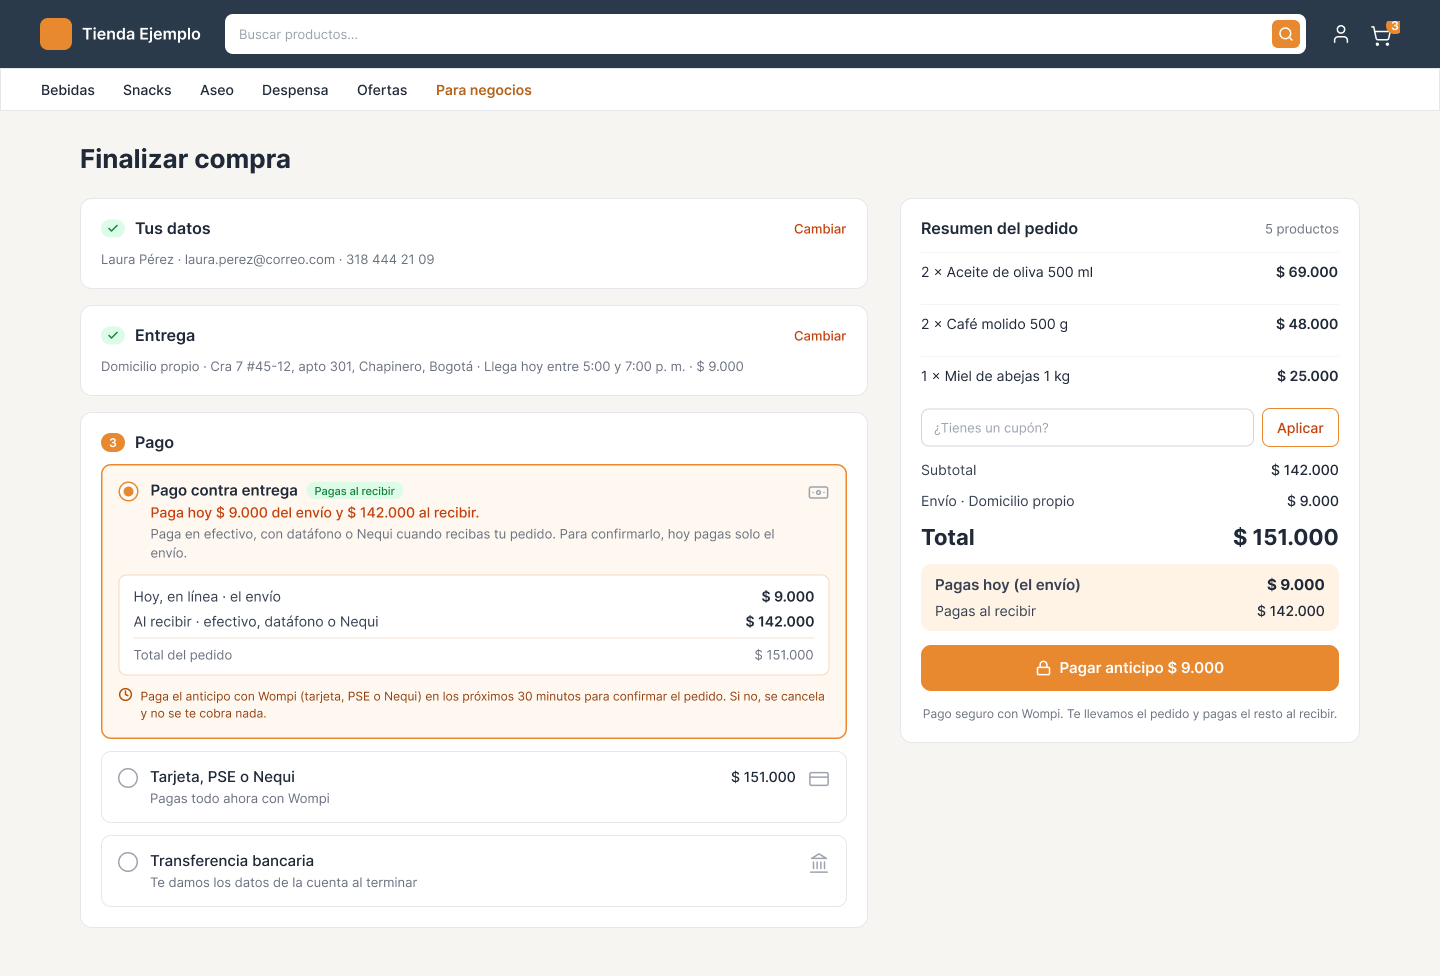 Tienda Ejemplo
Buscar productos...
3
Bebidas
Snacks
Aseo
Despensa
Ofertas
Para negocios
Finalizar compra
Tus datos
Cambiar
Laura Pérez · laura.perez@correo.com · 318 444 21 09
Entrega
Cambiar
Domicilio propio · Cra 7 #45-12, apto 301, Chapinero, Bogotá · Llega hoy entre 5:00 y 7:00 p. m. · $ 9.000
3 Pago
Pago contra entrega Pagas al recibir
Paga hoy $ 9.000 del envío y $ 142.000 al recibir.
Paga en efectivo, con datáfono o Nequi cuando recibas tu pedido. Para confirmarlo, hoy pagas solo el
envío.
Hoy, en línea · el envío $ 9.000
Al recibir · efectivo, datáfono o Nequi $ 142.000
Total del pedido $ 151.000
Paga el anticipo con Wompi (tarjeta, PSE o Nequi) en los próximos 30 minutos para confirmar el pedido. Si no, se cancela
y no se te cobra nada.
Tarjeta, PSE o Nequi $ 151.000
Pagas todo ahora con Wompi
Transferencia bancaria
Te damos los datos de la cuenta al terminar
Resumen del pedido 5 productos
2 × Aceite de oliva 500 ml $ 69.000
2 × Café molido 500 g $ 48.000
1 × Miel de abejas 1 kg $ 25.000
¿Tienes un cupón? Aplicar
Subtotal $ 142.000
Envío · Domicilio propio $ 9.000
Total $ 151.000
Pagas hoy (el envío) $ 9.000
Pagas al recibir $ 142.000
Pagar anticipo $ 9.000
Pago seguro con Wompi. Te llevamos el pedido y pagas el resto al recibir.